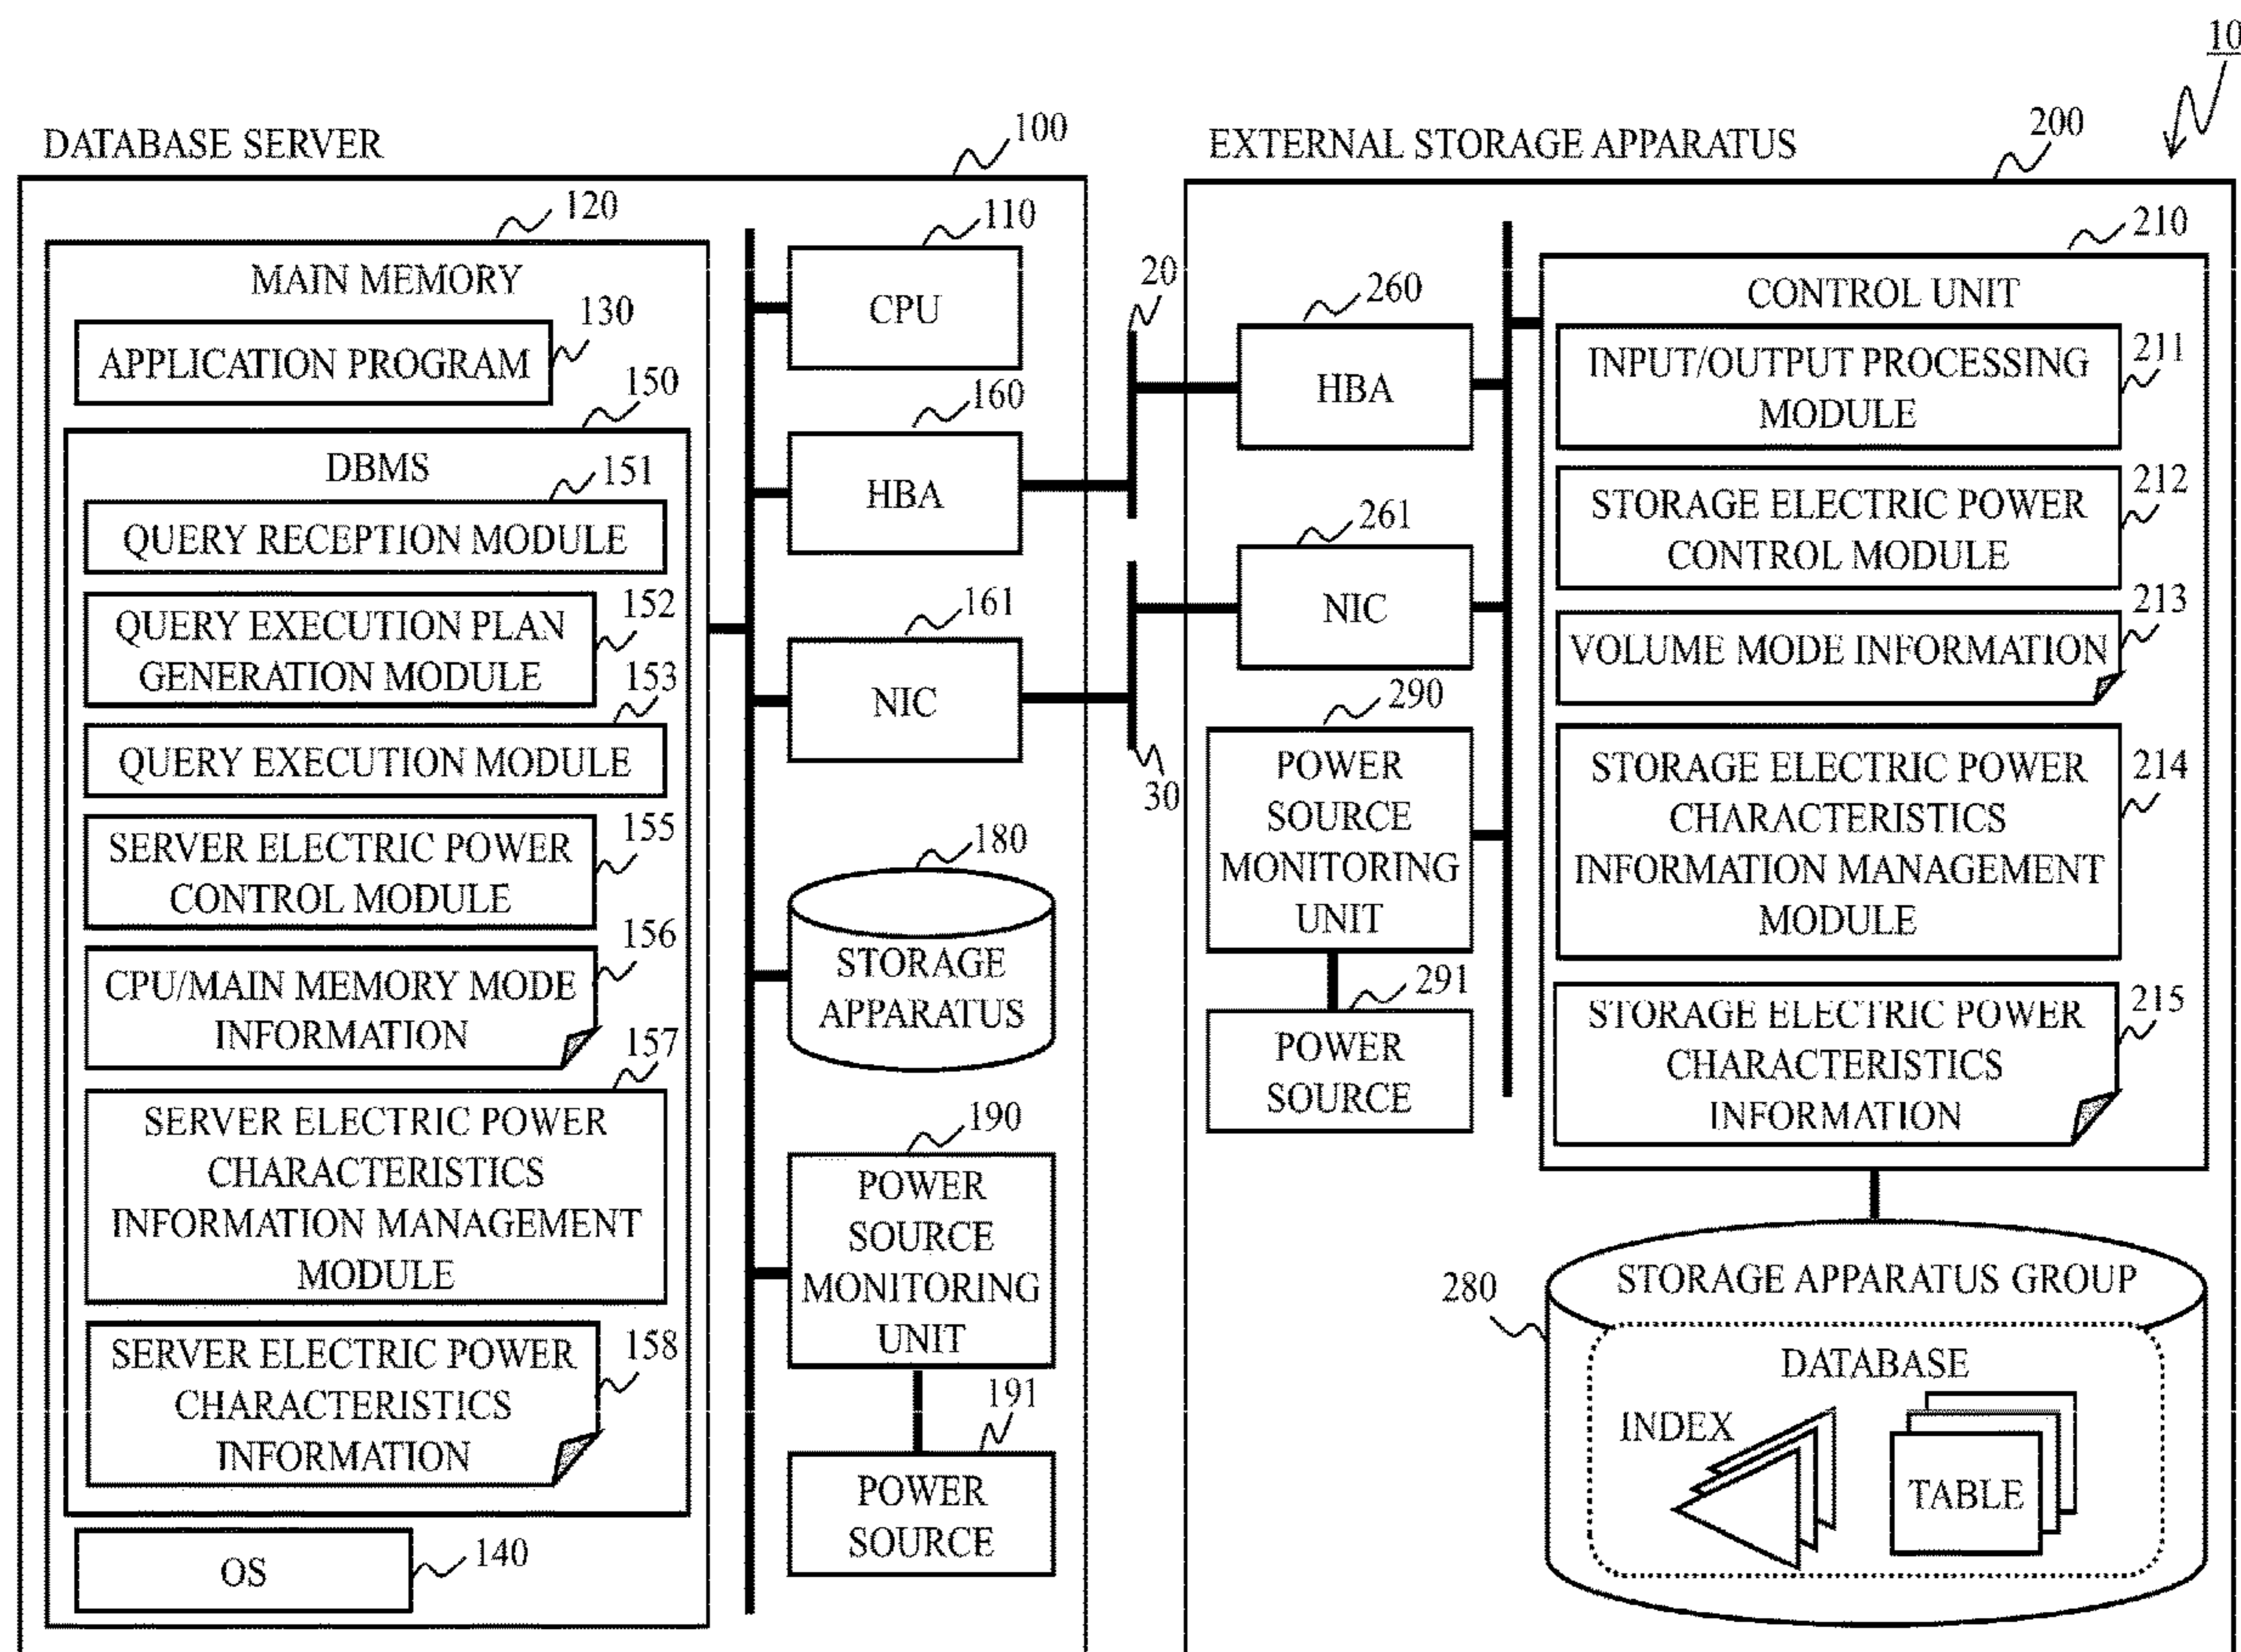 10
DATABASE SERVER
100
120
MAIN MEMORY
130
APPLICATION PROGRAM
150
DBMS
151
QUERY RECEPTION MODULE
152
QUERY EXECUTION PLAN
GENERATION MODULE
153
QUERY EXECUTION MODULE
155
SERVER ELECTRIC POWER
CONTROL MODULE
156
CPU/MAIN MEMORY MODE
INFORMATION
157
SERVER ELECTRIC POWER
CHARACTERISTICS
INFORMATION MANAGEMENT
MODULE
158
SERVER ELECTRIC POWER
CHARACTERISTICS
INFORMATION
OS
140
110
CPU
160
HBA
161
NIC
180
STORAGE
APPARATUS
190
POWER
SOURCE
MONITORING
UNIT
191
POWER
SOURCE
20
30
EXTERNAL STORAGE APPARATUS
200
260
HBA
261
NIC
290
POWER
SOURCE
MONITORING
UNIT
291
POWER
SOURCE
210
CONTROL UNIT
INPUT/OUTPUT PROCESSING
MODULE
211
STORAGE ELECTRIC POWER
CONTROL MODULE
212
213
VOLUME MODE INFORMATION
STORAGE ELECTRIC POWER
CHARACTERISTICS
INFORMATION MANAGEMENT
MODULE
214
STORAGE ELECTRIC POWER
CHARACTERISTICS
INFORMATION
215
280
STORAGE APPARATUS GROUP
DATABASE
INDEX
TABLE